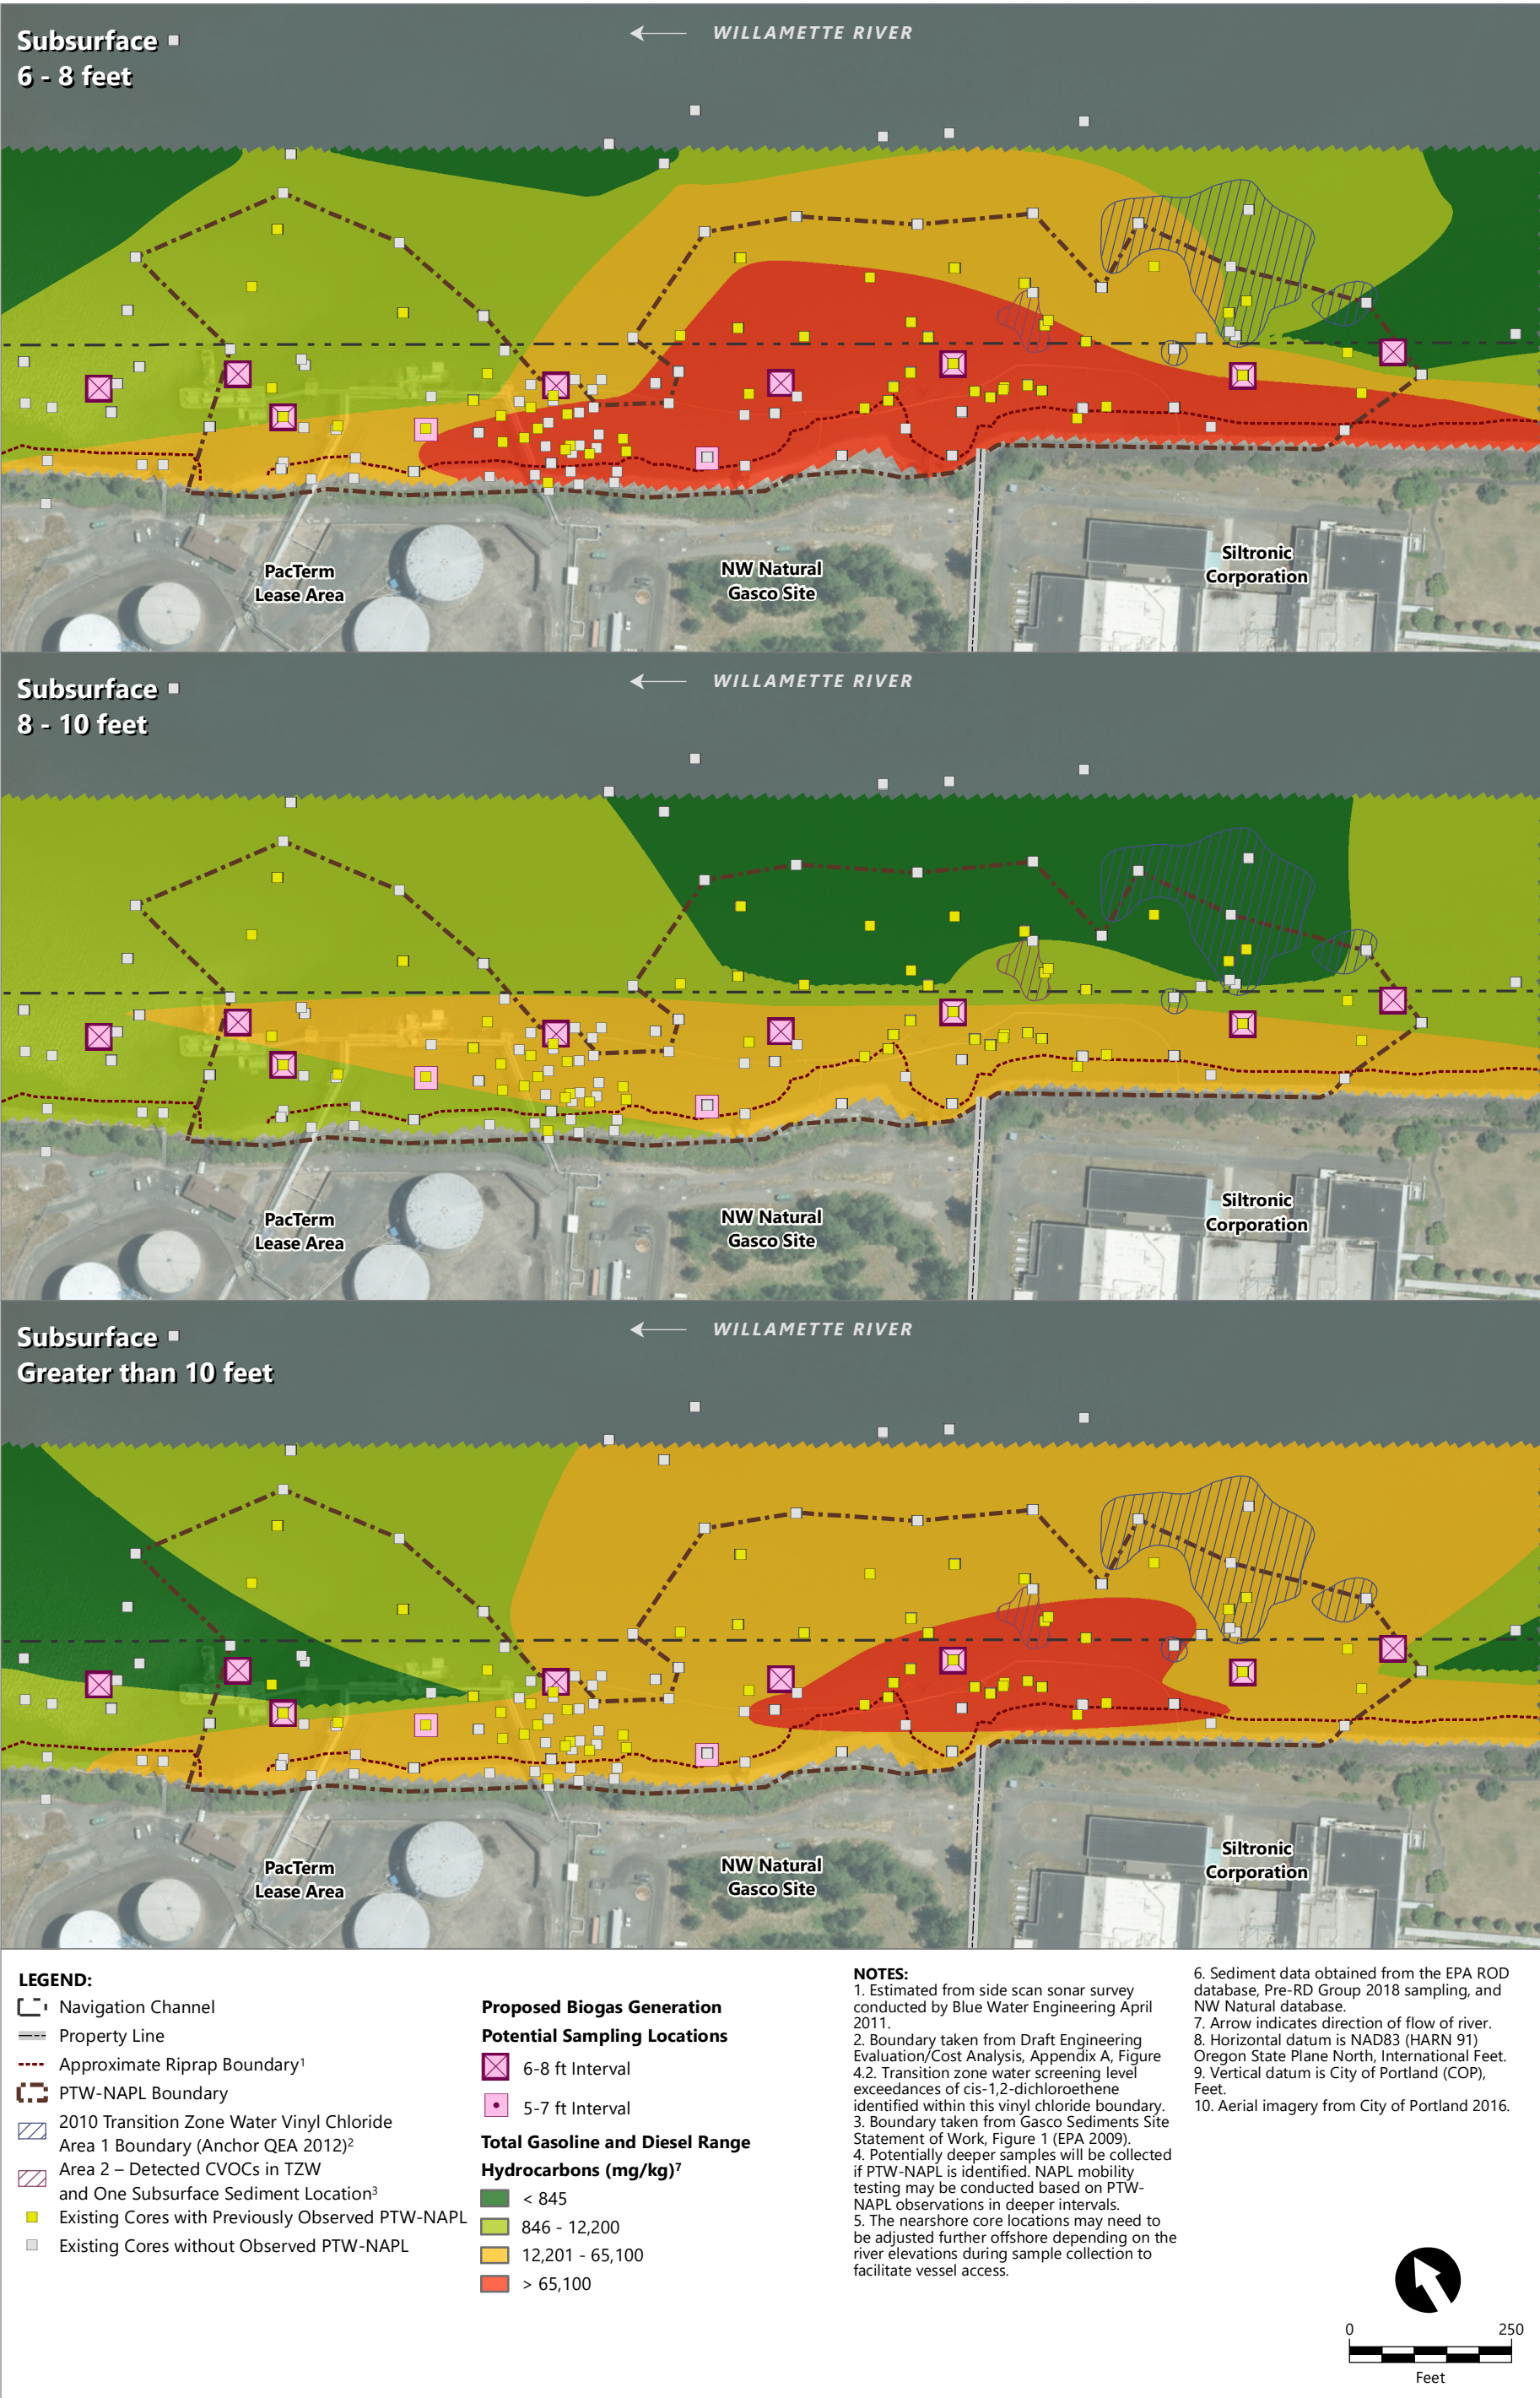 Subsurface
6 - 8 feet
WILLAMETTE RIVER
PacTerm
Lease Area
NW Natural
Gasco Site
Siltronic
Corporation
Subsurface
8 - 10 feet
WILLAMETTE RIVER
PacTerm
Lease Area
NW Natural
Gasco Site
Siltronic
Corporation
Subsurface
Greater than 10 feet
WILLAMETTE RIVER
PacTerm
Lease Area
NW Natural
Gasco Site
Siltronic
Corporation
LEGEND:
Navigation Channel
Property Line
Approximate Riprap Boundary¹
PTW-NAPL Boundary
2010 Transition Zone Water Vinyl Chloride
Area 1 Boundary (Anchor QEA 2012)²
Area 2 – Detected CVOCs in TZW
and One Subsurface Sediment Location³
Existing Cores with Previously Observed PTW-NAPL
Existing Cores without Observed PTW-NAPL
Proposed Biogas Generation
Potential Sampling Locations
6-8 ft Interval
5-7 ft Interval
Total Gasoline and Diesel Range
Hydrocarbons (mg/kg)⁷
< 845
846 - 12,200
12,201 - 65,100
> 65,100
NOTES:
1. Estimated from side scan sonar survey
conducted by Blue Water Engineering April
2011.
2. Boundary taken from Draft Engineering
Evaluation/Cost Analysis, Appendix A, Figure
4.2. Transition zone water screening level
exceedances of cis-1,2-dichloroethene
identified within this vinyl chloride boundary.
3. Boundary taken from Gasco Sediments Site
Statement of Work, Figure 1 (EPA 2009).
4. Potentially deeper samples will be collected
if PTW-NAPL is identified. NAPL mobility
testing may be conducted based on PTW-
NAPL observations in deeper intervals.
5. The nearshore core locations may need to
be adjusted further offshore depending on the
river elevations during sample collection to
facilitate vessel access.
6. Sediment data obtained from the EPA ROD
database, Pre-RD Group 2018 sampling, and
NW Natural database.
7. Arrow indicates direction of flow of river.
8. Horizontal datum is NAD83 (HARN 91)
Oregon State Plane North, International Feet.
9. Vertical datum is City of Portland (COP),
Feet.
10. Aerial imagery from City of Portland 2016.
0 250
Feet